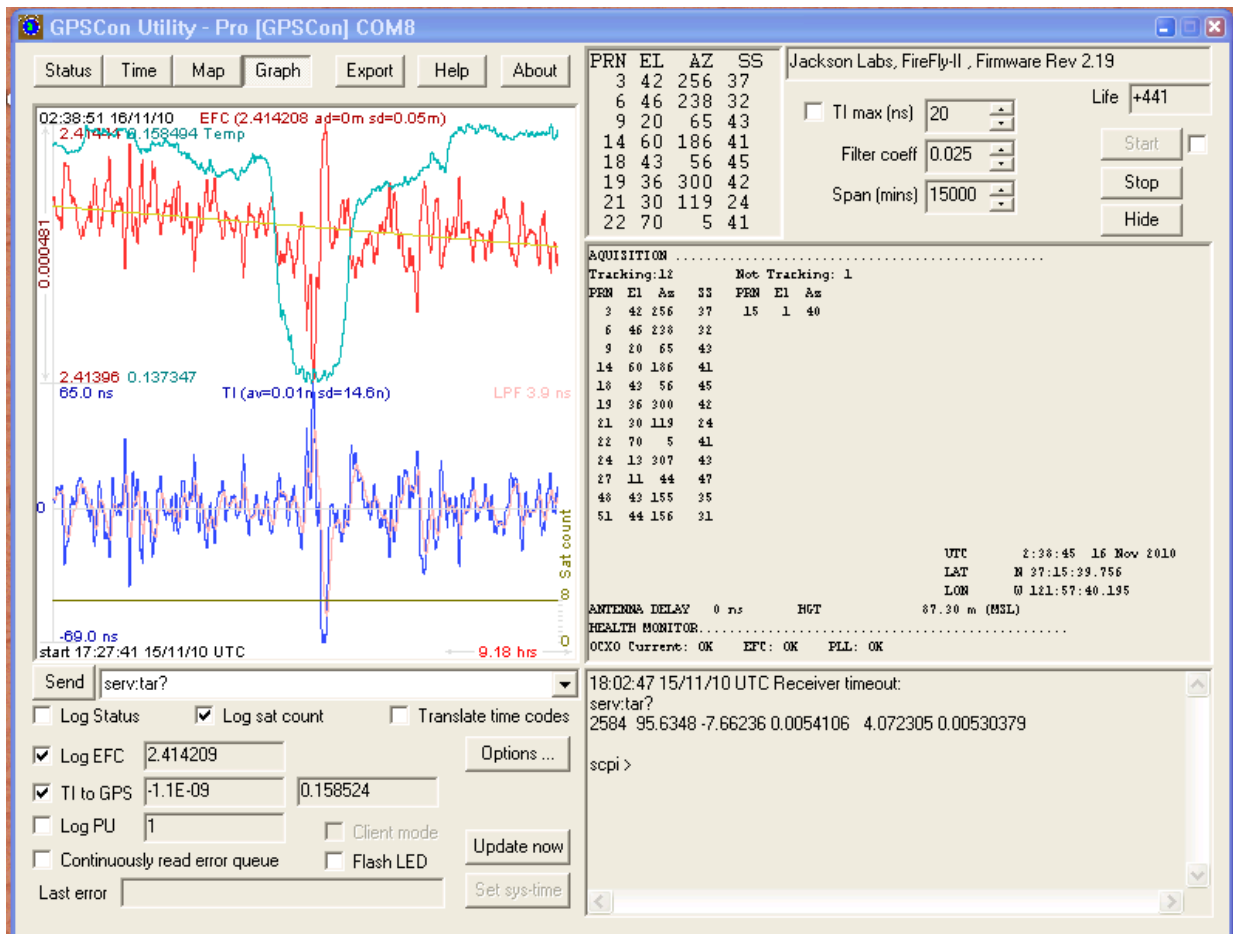 GPSCon Utility - Pro [GPSCon] COM8
Status Time Map Graph Export Help About
02:38:51 16/11/10 EFC (2.414208 ad=0m sd=0.05m)
2.41444 0.158494 Temp
0.000481
2.41396 0.137347
65.0 ns TI (av=0.01n sd=14.6n) LPF 3.9 ns
0
Sat count
8
-69.0 ns 0
start 17:27:41 15/11/10 UTC 9.18 hrs
PRN EL AZ SS
3 42 256 37
6 46 238 32
9 20 65 43
14 60 186 41
18 43 56 45
19 36 300 42
21 30 119 24
22 70 5 41
Jackson Labs, FireFly-II , Firmware Rev 2.19
Life +441
TI max (ns) 20
Start
Filter coeff 0.025
Stop
Span (mins) 15000
Hide
AQUISITION ................................................
Tracking:12 Not Tracking: 1
PRN El Az SS PRN El Az
3 42 256 37 15 1 40
6 46 238 32
9 20 65 43
14 60 186 41
18 43 56 45
19 36 300 42
21 30 119 24
22 70 5 41
24 13 307 43
27 11 44 47
48 43 155 35
51 44 156 31
UTC 2:38:45 16 Nov 2010
LAT N 37:15:39.756
LON W 121:57:40.195
ANTENNA DELAY 0 ns HGT 87.30 m (MSL)
HEALTH MONITOR................................................
OCXO Current: OK EFC: OK PLL: OK
Send serv:tar?
Log Status Log sat count Translate time codes
Log EFC 2.414209 Options ...
TI to GPS -1.1E-09 0.158524
Log PU 1 Client mode
Update now
Continuously read error queue Flash LED
Last error Set sys-time
18:02:47 15/11/10 UTC Receiver timeout:
serv:tar?
2584 95.6348 -7.66236 0.0054106 4.072305 0.00530379
scpi >